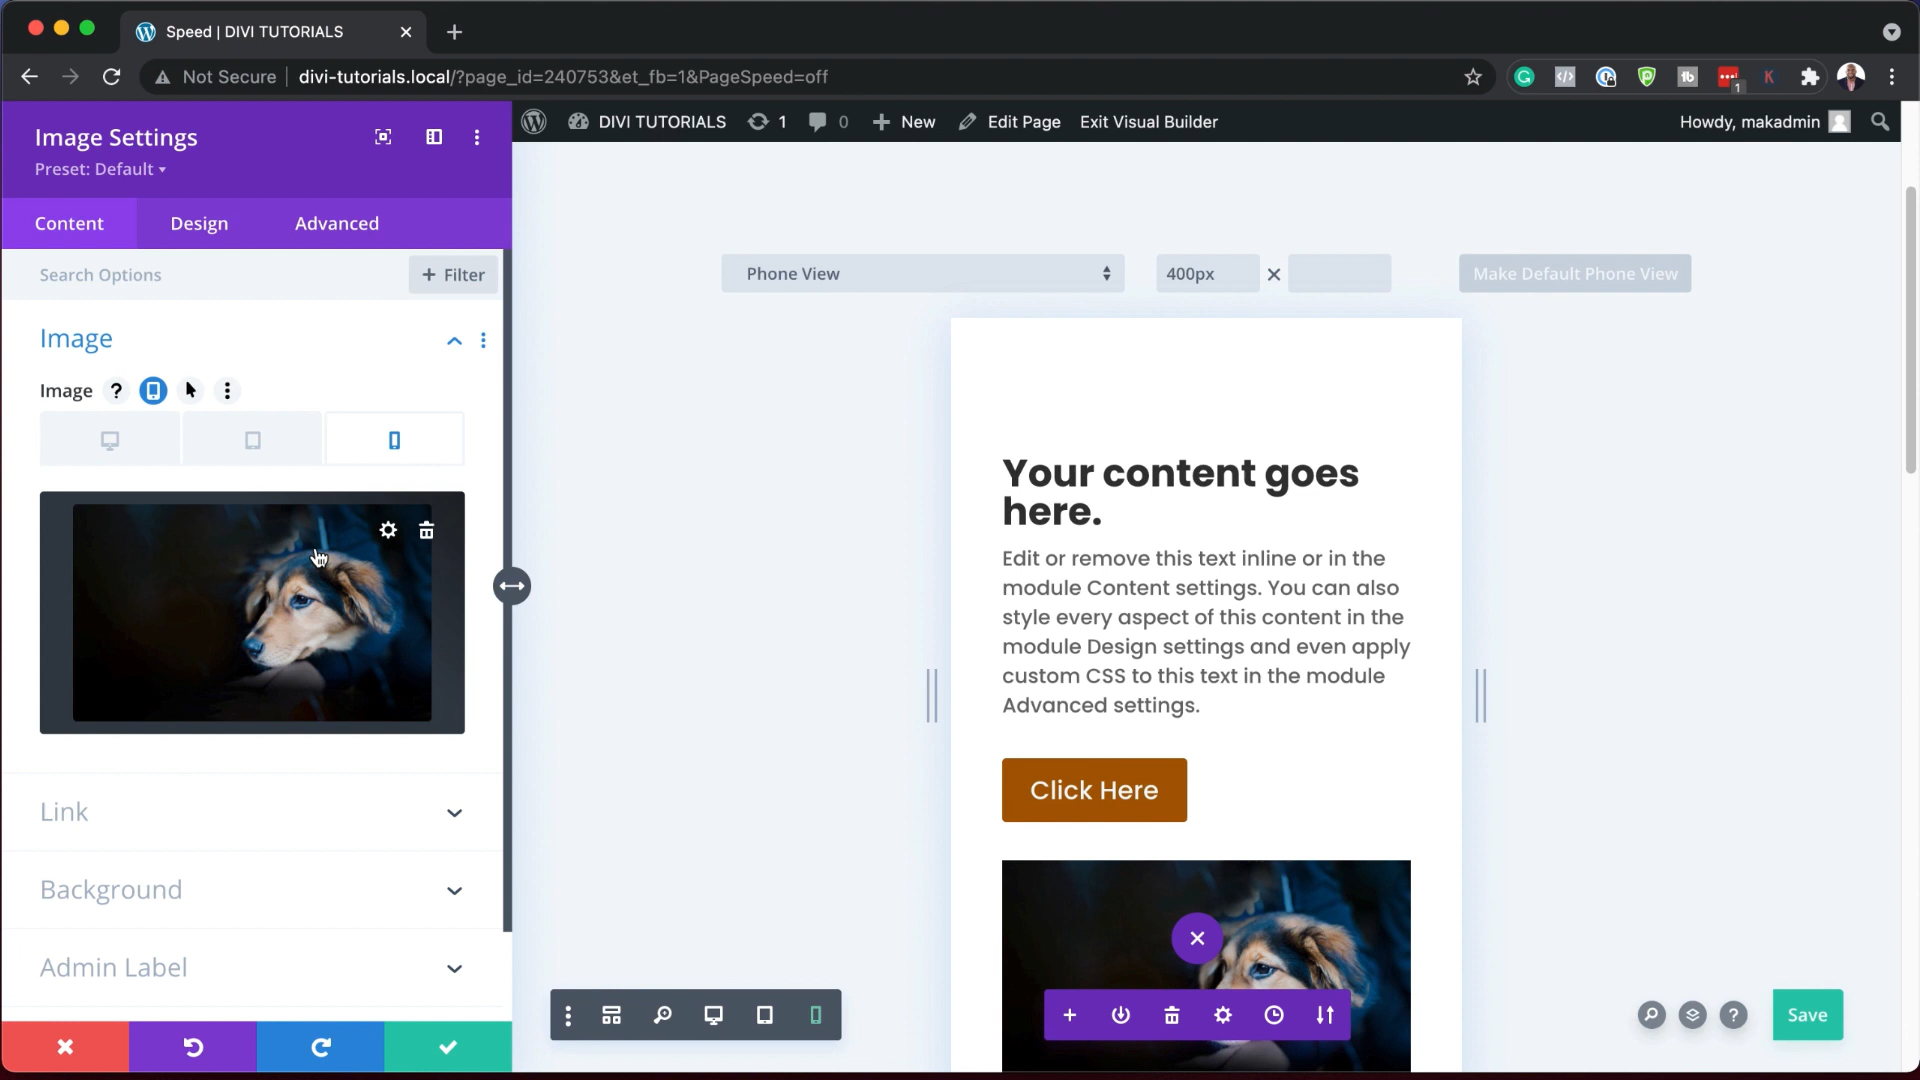 Speed | DIVI TUTORIALS
Not Secure
divi-tutorials.local/?page_id=240753&et_fb=1&PageSpeed=off
1
Image Settings
Preset: Default
DIVI TUTORIALS
1
0
New
Edit Page
Exit Visual Builder
Howdy, makadmin
Content
Design
Advanced
Search Options
+ Filter
Phone View
400px
Make Default Phone View
Image
Image
Your content goes
here.
Edit or remove this text inline or in the
module Content settings. You can also
style every aspect of this content in the
module Design settings and even apply
custom CSS to this text in the module
Advanced settings.
Click Here
Link
Background
Admin Label
Save